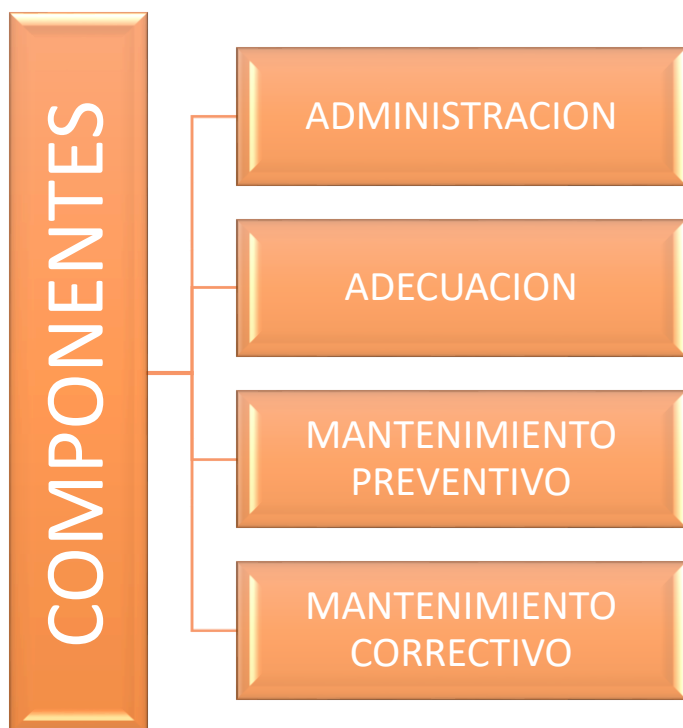 COMPONENTES
ADMINISTRACION
ADECUACION
MANTENIMIENTO
PREVENTIVO
MANTENIMIENTO
CORRECTIVO